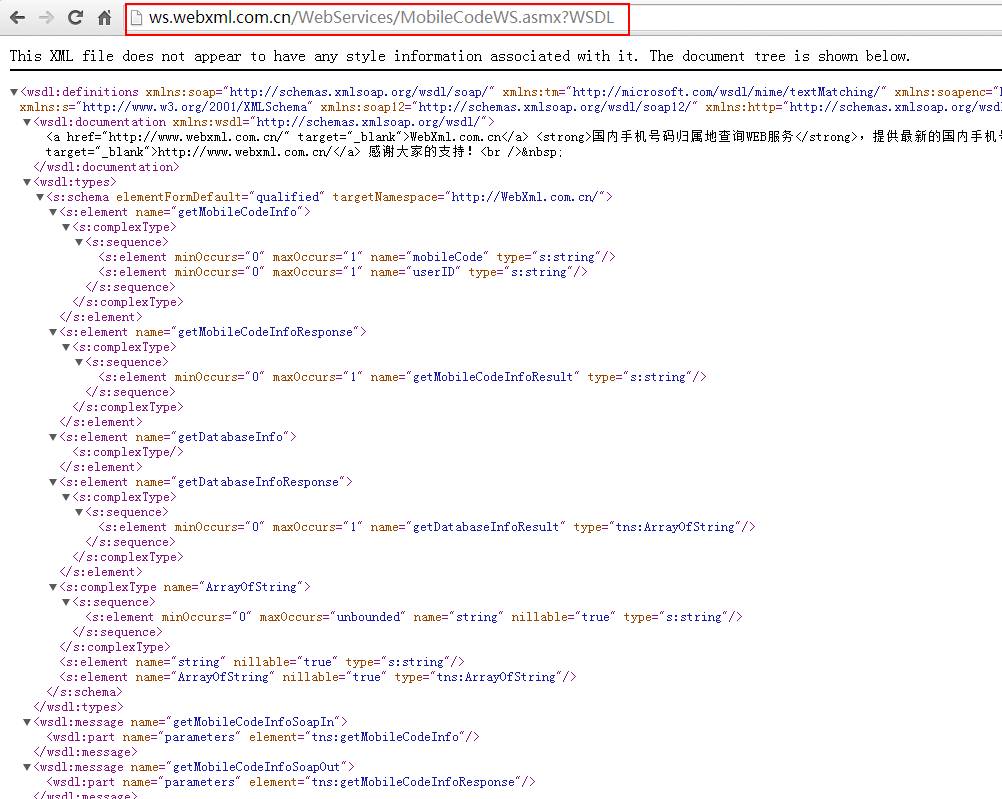 ws.webxml.com.cn/WebServices/MobileCodeWS.asmx?WSDL
This XML file does not appear to have any style information associated with it. The document tree is shown below.
▼<wsdl:definitions xmlns:soap="http://schemas.xmlsoap.org/wsdl/soap/" xmlns:tm="http://microsoft.com/wsdl/mime/textMatching/" xmlns:soapenc="h
xmlns:s="http://www.w3.org/2001/XMLSchema" xmlns:soap12="http://schemas.xmlsoap.org/wsdl/soap12/" xmlns:http="http://schemas.xmlsoap.org/wsdl
▼<wsdl:documentation xmlns:wsdl="http://schemas.xmlsoap.org/wsdl/">
<a href="http://www.webxml.com.cn/" target="_blank">WebXml.com.cn</a> <strong>国内手机号码归属地查询WEB服务</strong>，提供最新的国内手机号
target="_blank">http://www.webxml.com.cn/</a> 感谢大家的支持！<br />&nbsp;
</wsdl:documentation>
▼<wsdl:types>
▼<s:schema elementFormDefault="qualified" targetNamespace="http://WebXml.com.cn/">
▼<s:element name="getMobileCodeInfo">
▼<s:complexType>
▼<s:sequence>
<s:element minOccurs="0" maxOccurs="1" name="mobileCode" type="s:string"/>
<s:element minOccurs="0" maxOccurs="1" name="userID" type="s:string"/>
</s:sequence>
</s:complexType>
</s:element>
▼<s:element name="getMobileCodeInfoResponse">
▼<s:complexType>
▼<s:sequence>
<s:element minOccurs="0" maxOccurs="1" name="getMobileCodeInfoResult" type="s:string"/>
</s:sequence>
</s:complexType>
</s:element>
▼<s:element name="getDatabaseInfo">
<s:complexType/>
</s:element>
▼<s:element name="getDatabaseInfoResponse">
▼<s:complexType>
▼<s:sequence>
<s:element minOccurs="0" maxOccurs="1" name="getDatabaseInfoResult" type="tns:ArrayOfString"/>
</s:sequence>
</s:complexType>
</s:element>
▼<s:complexType name="ArrayOfString">
▼<s:sequence>
<s:element minOccurs="0" maxOccurs="unbounded" name="string" nillable="true" type="s:string"/>
</s:sequence>
</s:complexType>
<s:element name="string" nillable="true" type="s:string"/>
<s:element name="ArrayOfString" nillable="true" type="tns:ArrayOfString"/>
</s:schema>
</wsdl:types>
▼<wsdl:message name="getMobileCodeInfoSoapIn">
<wsdl:part name="parameters" element="tns:getMobileCodeInfo"/>
</wsdl:message>
▼<wsdl:message name="getMobileCodeInfoSoapOut">
<wsdl:part name="parameters" element="tns:getMobileCodeInfoResponse"/>
</wsdl:message>